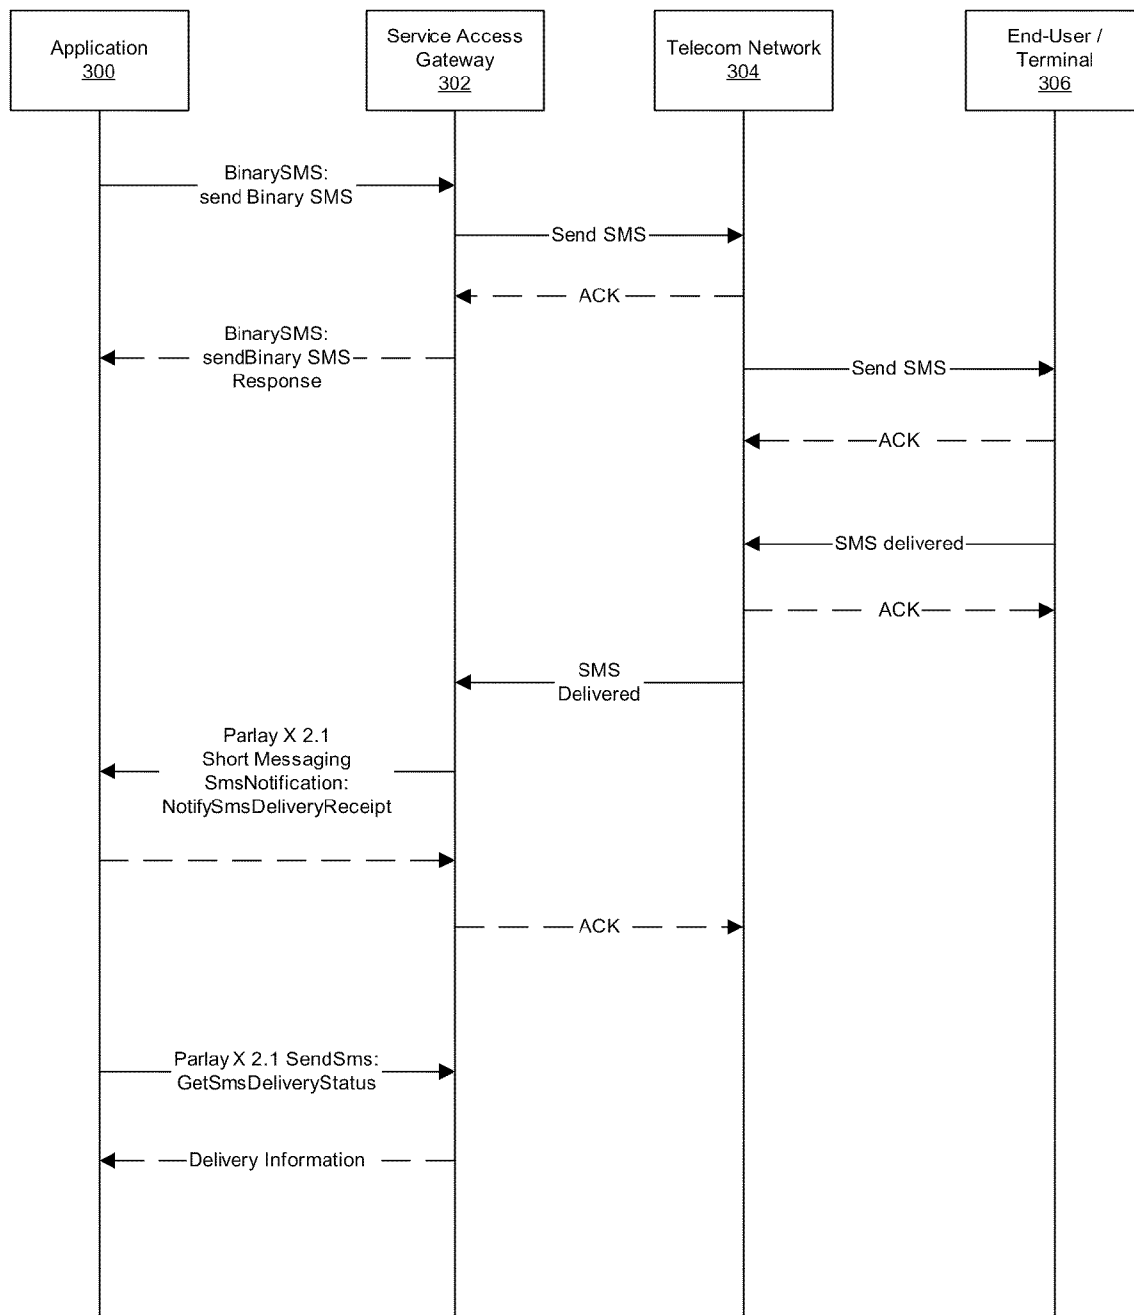 Application
300
Service Access
Gateway
302
Telecom Network
304
End-User /
Terminal
306
BinarySMS:
send Binary SMS
Send SMS
ACK
BinarySMS:
sendBinary SMS
Response
Send SMS
ACK
SMS delivered
ACK
SMS
Delivered
Parlay X 2.1
Short Messaging
SmsNotification:
NotifySmsDeliveryReceipt
ACK
Parlay X 2.1 SendSms:
GetSmsDeliveryStatus
Delivery Information